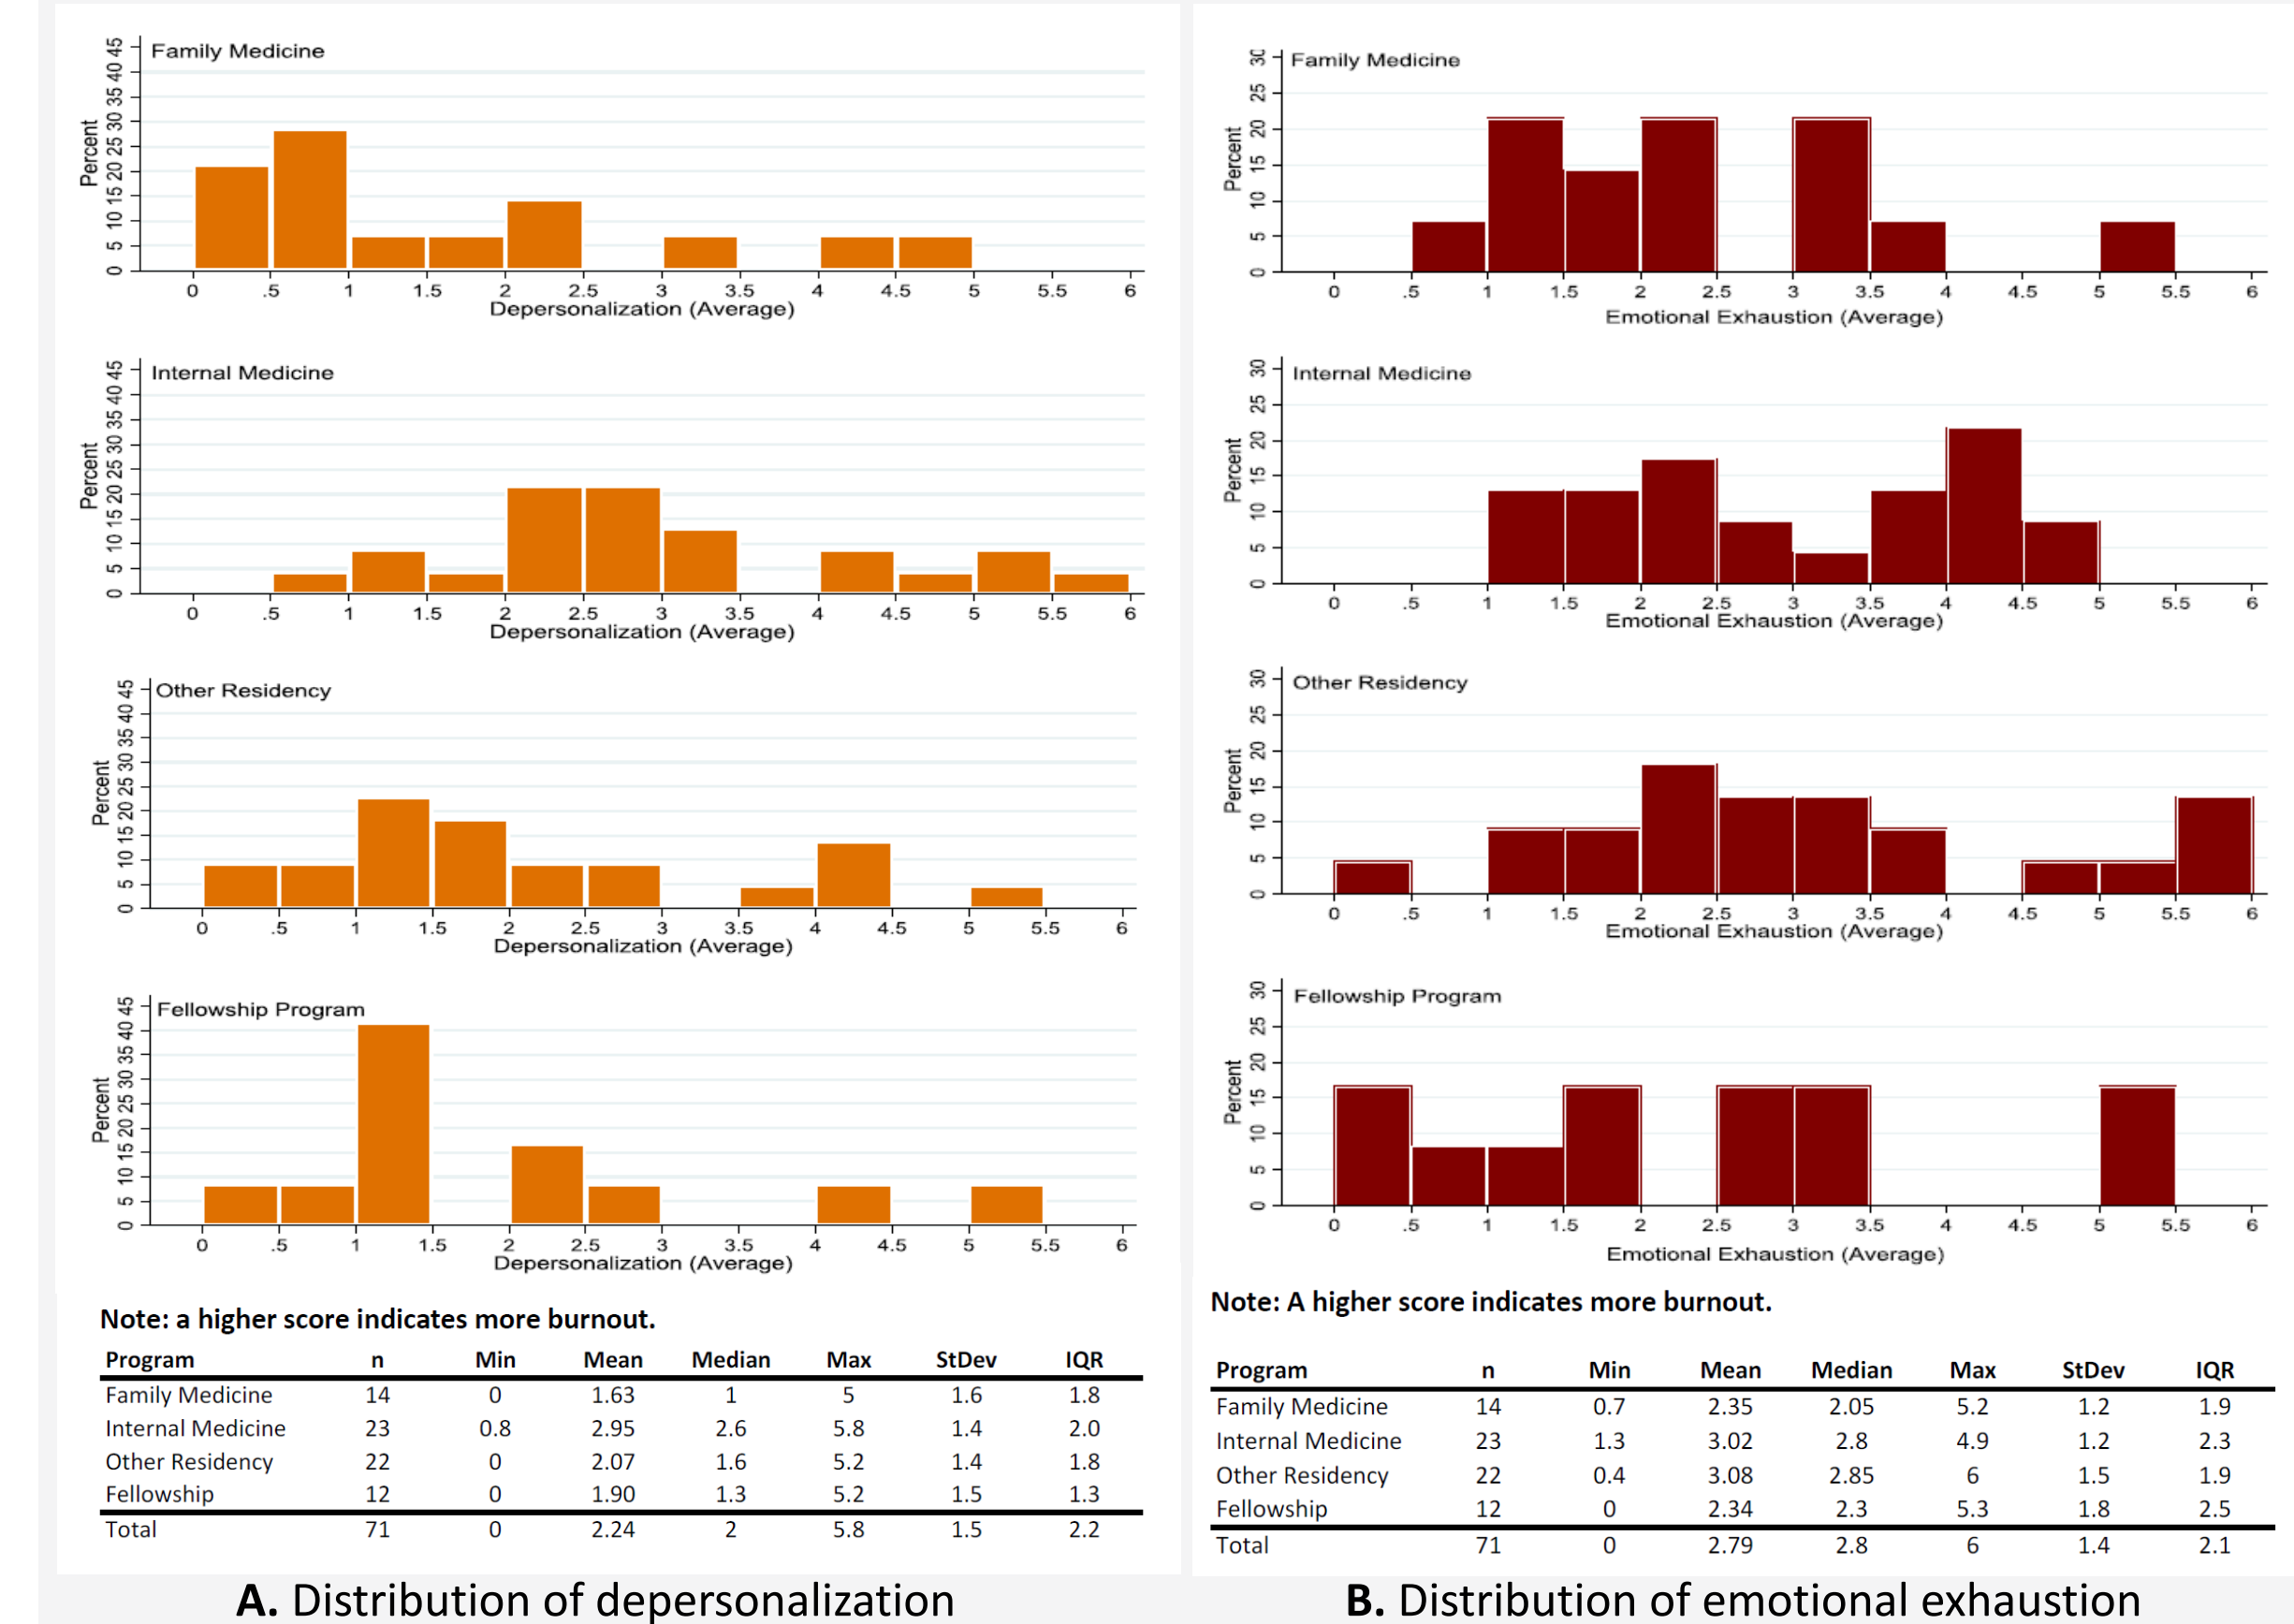 Family Medicine
Percent
0 5 10 15 20 25 30 35 40 45
0 .5 1 1.5 2 2.5 3 3.5 4 4.5 5 5.5 6
Depersonalization (Average)
Internal Medicine
Percent
0 5 10 15 20 25 30 35 40 45
0 .5 1 1.5 2 2.5 3 3.5 4 4.5 5 5.5 6
Depersonalization (Average)
Other Residency
Percent
0 5 10 15 20 25 30 35 40 45
0 .5 1 1.5 2 2.5 3 3.5 4 4.5 5 5.5 6
Depersonalization (Average)
Fellowship Program
Percent
0 5 10 15 20 25 30 35 40 45
0 .5 1 1.5 2 2.5 3 3.5 4 4.5 5 5.5 6
Depersonalization (Average)
Note: a higher score indicates more burnout.
Program n Min Mean Median Max StDev IQR
Family Medicine 14 0 1.63 1 5 1.6 1.8
Internal Medicine 23 0.8 2.95 2.6 5.8 1.4 2.0
Other Residency 22 0 2.07 1.6 5.2 1.4 1.8
Fellowship 12 0 1.90 1.3 5.2 1.5 1.3
Total 71 0 2.24 2 5.8 1.5 2.2
A. Distribution of depersonalization
Family Medicine
Percent
0 5 10 15 20 25 30
0 .5 1 1.5 2 2.5 3 3.5 4 4.5 5 5.5 6
Emotional Exhaustion (Average)
Internal Medicine
Percent
0 5 10 15 20 25 30
0 .5 1 1.5 2 2.5 3 3.5 4 4.5 5 5.5 6
Emotional Exhaustion (Average)
Other Residency
Percent
0 5 10 15 20 25 30
0 .5 1 1.5 2 2.5 3 3.5 4 4.5 5 5.5 6
Emotional Exhaustion (Average)
Fellowship Program
Percent
0 5 10 15 20 25 30
0 .5 1 1.5 2 2.5 3 3.5 4 4.5 5 5.5 6
Emotional Exhaustion (Average)
Note: A higher score indicates more burnout.
Program n Min Mean Median Max StDev IQR
Family Medicine 14 0.7 2.35 2.05 5.2 1.2 1.9
Internal Medicine 23 1.3 3.02 2.8 4.9 1.2 2.3
Other Residency 22 0.4 3.08 2.85 6 1.5 1.9
Fellowship 12 0 2.34 2.3 5.3 1.8 2.5
Total 71 0 2.79 2.8 6 1.4 2.1
B. Distribution of emotional exhaustion